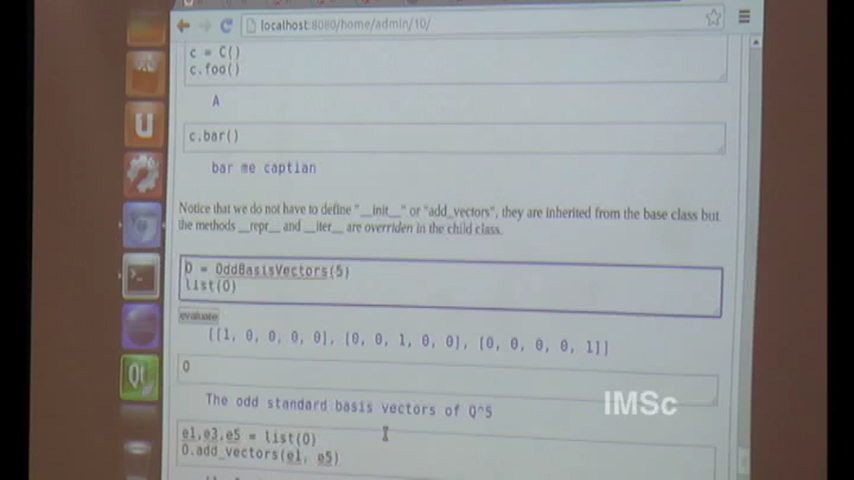 localhost:8080/home/admin/10/
c = C()
c.foo()
A
c.bar()
bar me captian
Notice that we do not have to define "__init__" or "add_vectors", they are inherited from the base class but
the methods __repr__ and __iter__ are overriden in the child class.
O = OddBasisVectors(5)
list(O)
evaluate
[[1, 0, 0, 0, 0], [0, 0, 1, 0, 0], [0, 0, 0, 0, 1]]
O
The odd standard basis vectors of Q^5
IMSc
e1,e3,e5 = list(O)
O.add_vectors(e1, e5)